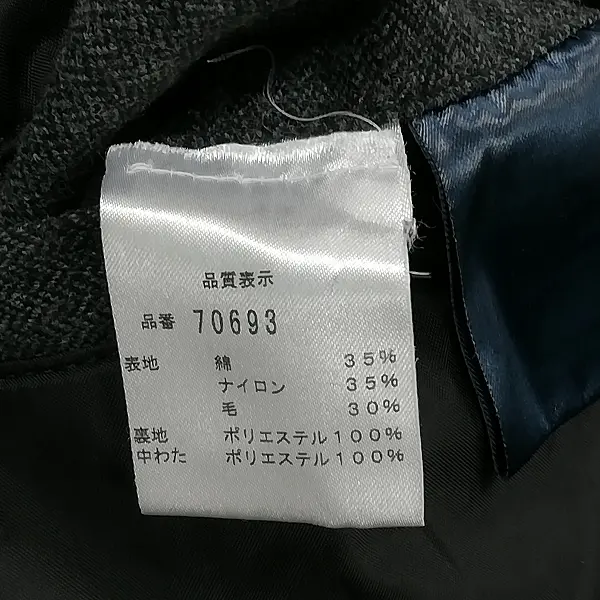 品質表示
品番 70693
表地 綿 35%
ナイロン 35%
毛 30%
裏地 ポリエステル100%
中わた ポリエステル100%